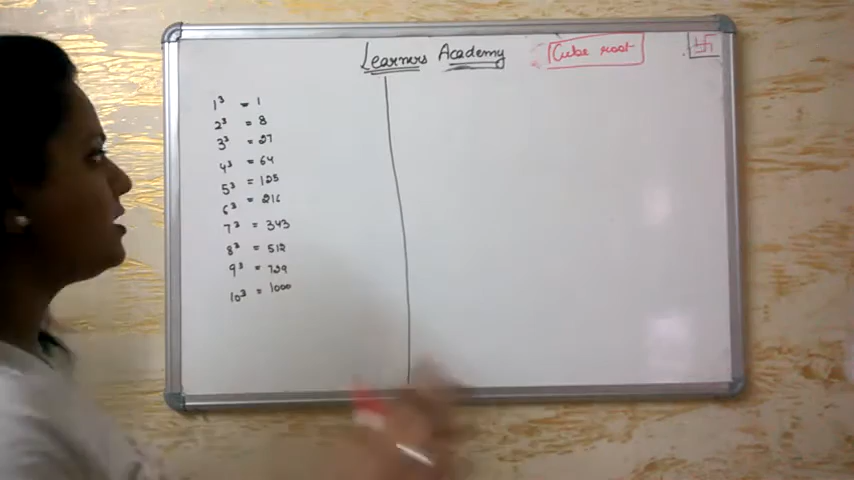 Learners Academy Cube root
1³ = 1
2³ = 8
3³ = 27
4³ = 64
5³ = 125
6³ = 216
7³ = 343
8³ = 512
9³ = 729
10³ = 1000